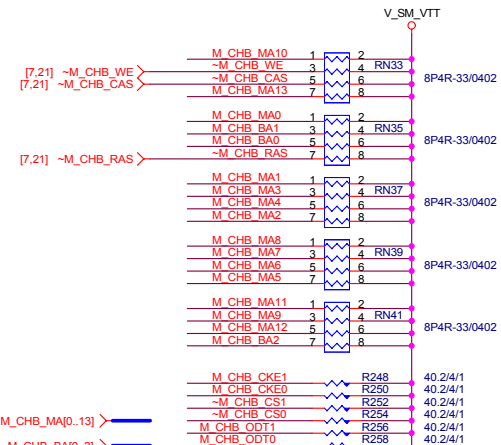 V_SM_VTT
M_CHB_MA10 1 2
[7,21] ~M_CHB_WE ~M_CHB_WE 3 4 RN33
[7,21] ~M_CHB_CAS ~M_CHB_CAS 5 6 8P4R-33/0402
M_CHB_MA13 7 8
M_CHB_MA0 1 2
M_CHB_BA1 3 4 RN35
M_CHB_BA0 5 6 8P4R-33/0402
[7,21] ~M_CHB_RAS ~M_CHB_RAS 7 8
M_CHB_MA1 1 2
M_CHB_MA3 3 4 RN37
M_CHB_MA4 5 6 8P4R-33/0402
M_CHB_MA2 7 8
M_CHB_MA8 1 2
M_CHB_MA7 3 4 RN39
M_CHB_MA6 5 6 8P4R-33/0402
M_CHB_MA5 7 8
M_CHB_MA11 1 2
M_CHB_MA9 3 4 RN41
M_CHB_MA12 5 6 8P4R-33/0402
M_CHB_BA2 7 8
M_CHB_CKE1 R248 40.2/4/1
M_CHB_CKE0 R250 40.2/4/1
~M_CHB_CS1 R252 40.2/4/1
~M_CHB_CS0 R254 40.2/4/1
M_CHB_MA[0..13] M_CHB_ODT1 R256 40.2/4/1
M_CHB_ODT0 R258 40.2/4/1